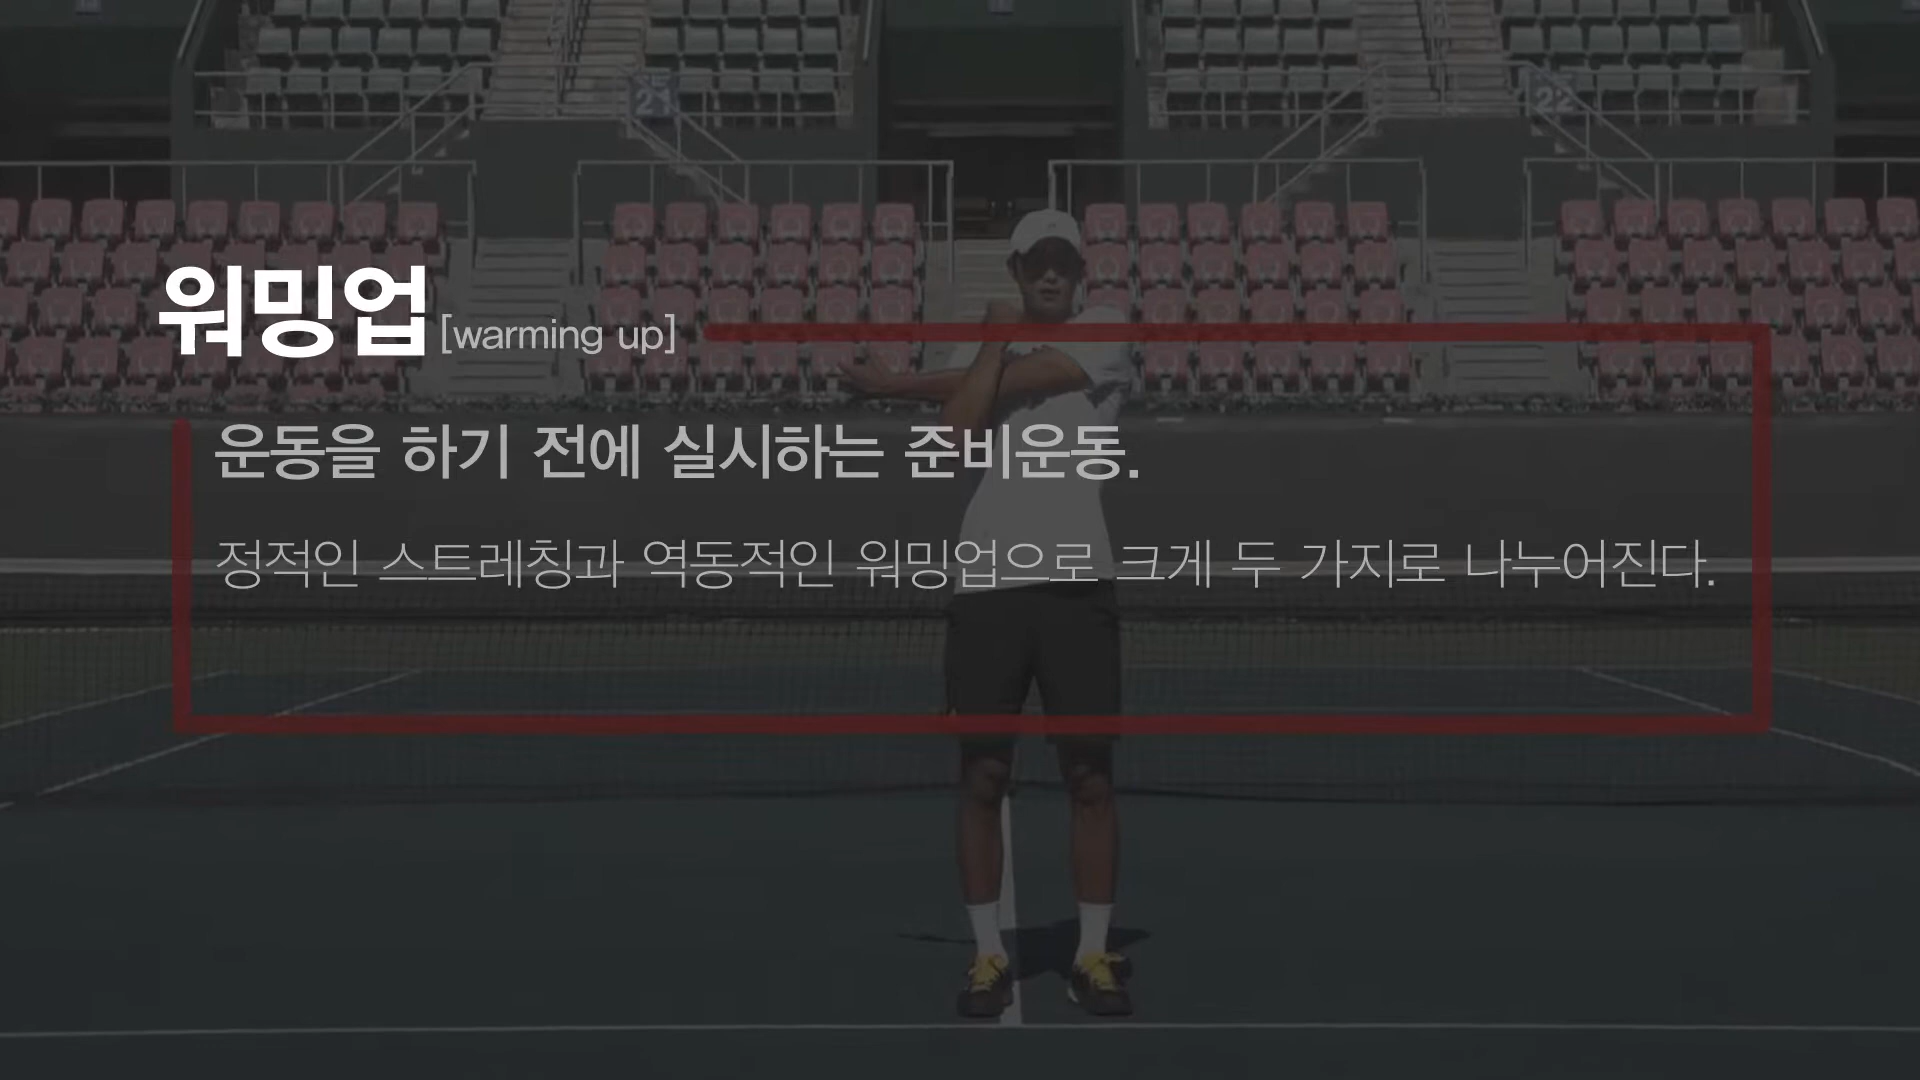 21
22
워밍업 [warming up]
운동을 하기 전에 실시하는 준비운동.
정적인 스트레칭과 역동적인 워밍업으로 크게 두 가지로 나누어진다.